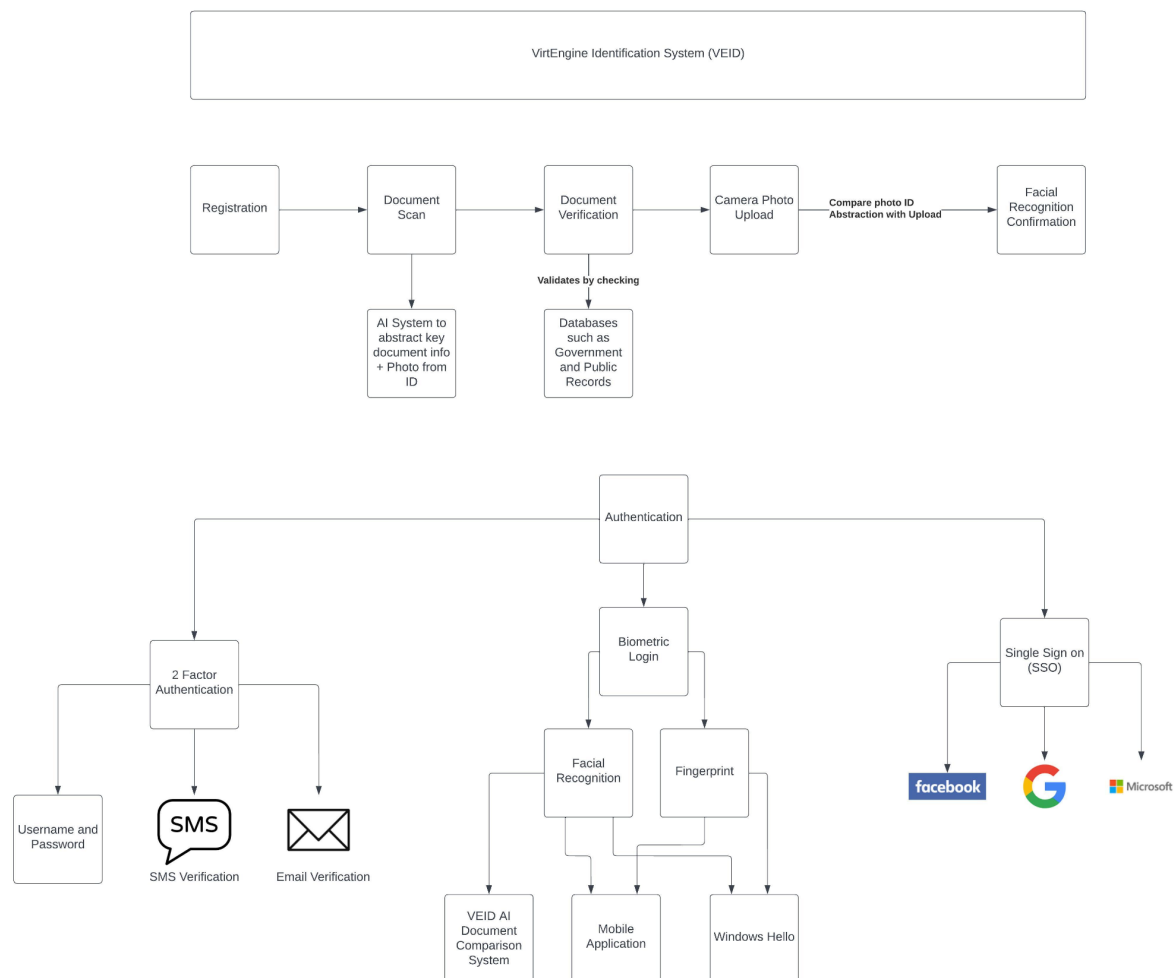 VirtEngine Identification System (VEID)
Registration
Document
Scan
Document
Verification
Camera Photo
Upload
Compare photo ID
Abstraction with Upload
Facial
Recognition
Confirmation
Validates by checking
AI System to
abstract key
document info
+ Photo from
ID
Databases
such as
Government
and Public
Records
Authentication
2 Factor
Authentication
Biometric
Login
Single Sign on
(SSO)
Facial
Recognition
Fingerprint
facebook
Microsoft
Username and
Password
SMS
SMS Verification
Email Verification
VEID AI
Document
Comparison
System
Mobile
Application
Windows Hello